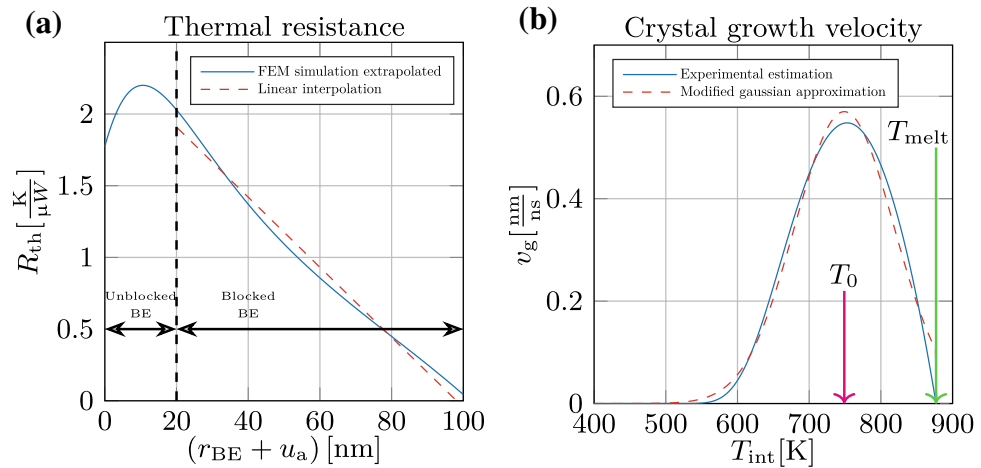 (a)
Thermal resistance
FEM simulation extrapolated
Linear interpolation
2
1.5
1
0.5
0
R_th[K/μW]
Unblocked BE
Blocked BE
0 20 40 60 80 100
(r_BE + u_a) [nm]
(b)
Crystal growth velocity
Experimental estimation
Modified gaussian approximation
0.6
0.4
0.2
0
v_g[nm/ns]
T_melt
T_0
400 500 600 700 800 900
T_int[K]